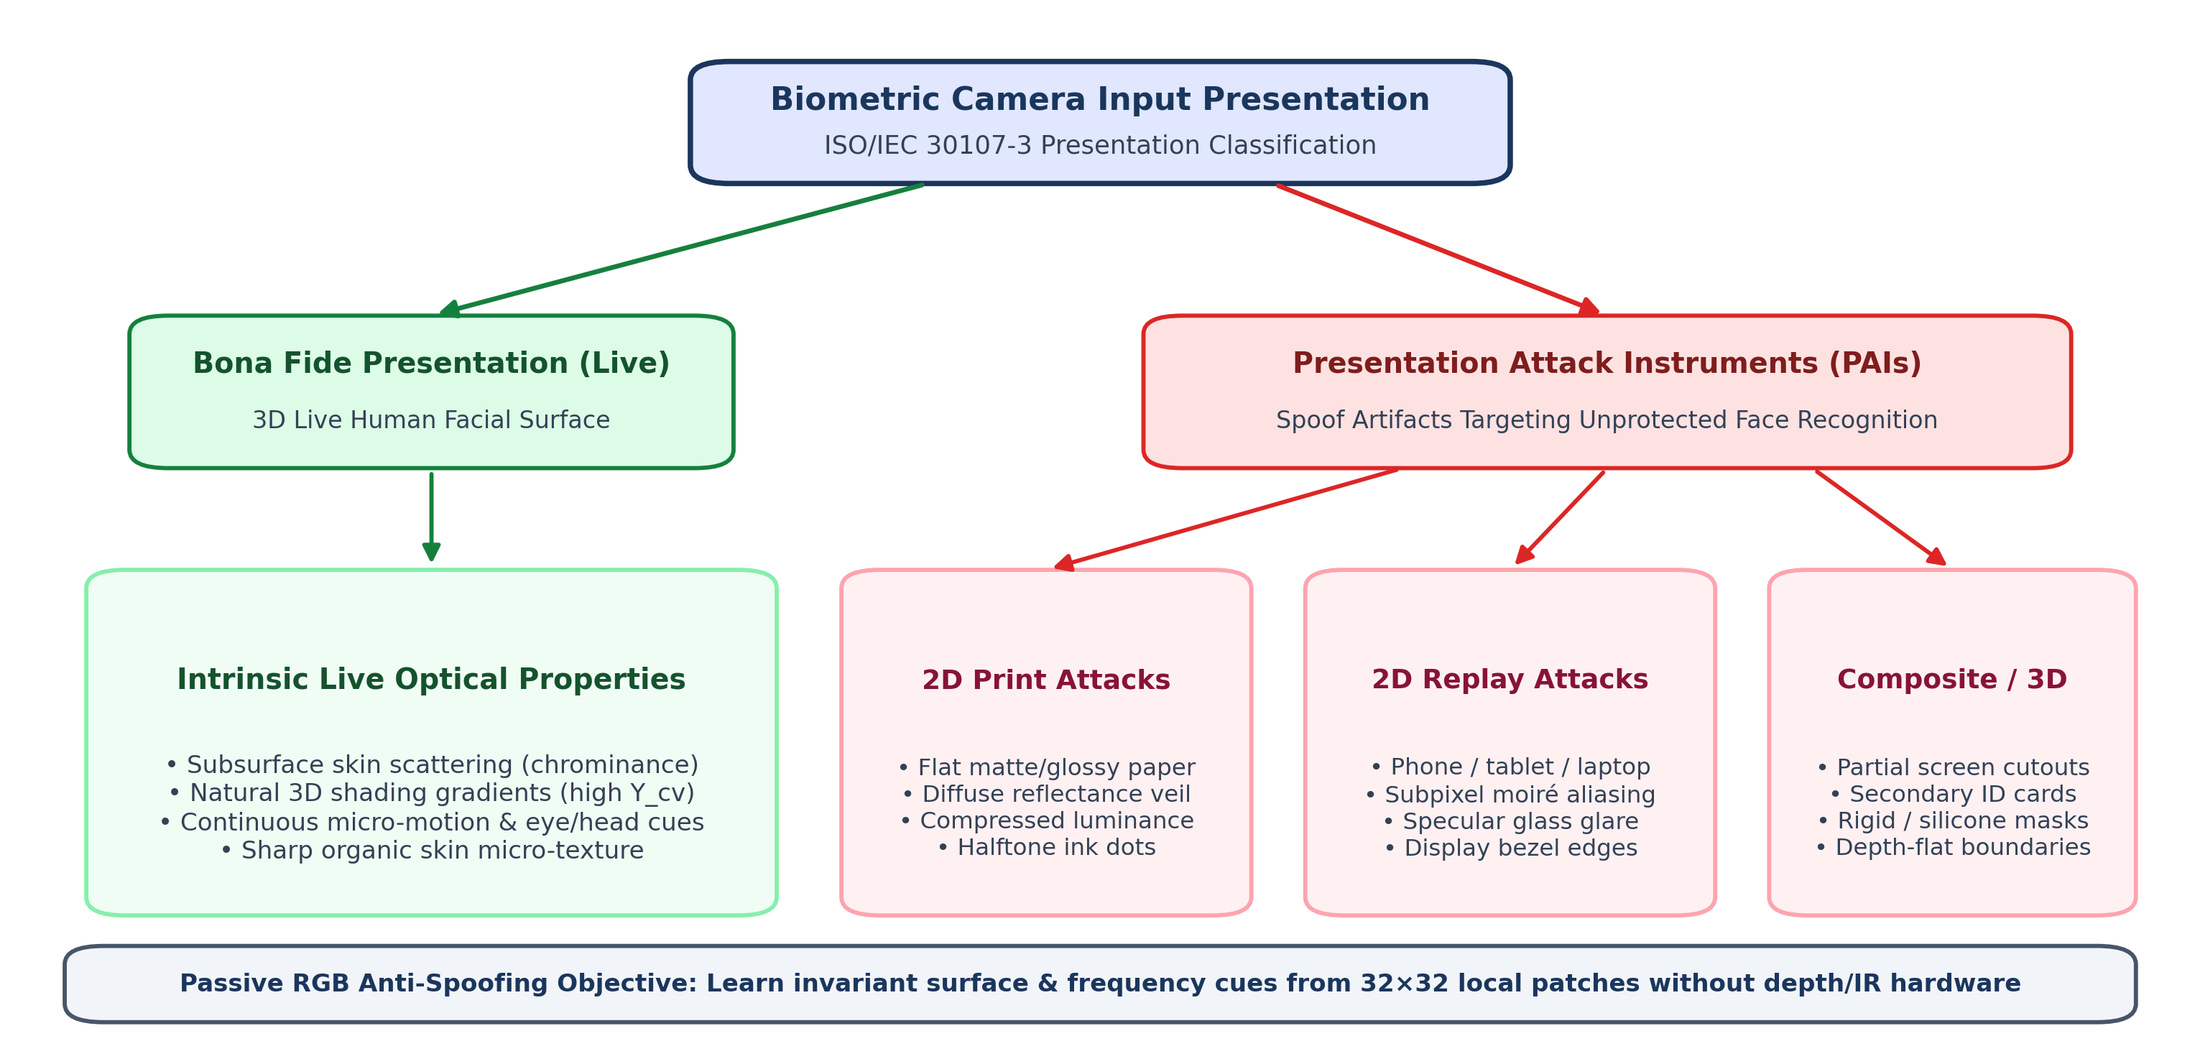 Biometric Camera Input Presentation
ISO/IEC 30107-3 Presentation Classification
Bona Fide Presentation (Live)
3D Live Human Facial Surface
Presentation Attack Instruments (PAIs)
Spoof Artifacts Targeting Unprotected Face Recognition
Intrinsic Live Optical Properties
• Subsurface skin scattering (chrominance)
• Natural 3D shading gradients (high Y_cv)
• Continuous micro-motion & eye/head cues
• Sharp organic skin micro-texture
2D Print Attacks
• Flat matte/glossy paper
• Diffuse reflectance veil
• Compressed luminance
• Halftone ink dots
2D Replay Attacks
• Phone / tablet / laptop
• Subpixel moiré aliasing
• Specular glass glare
• Display bezel edges
Composite / 3D
• Partial screen cutouts
• Secondary ID cards
• Rigid / silicone masks
• Depth-flat boundaries
Passive RGB Anti-Spoofing Objective: Learn invariant surface & frequency cues from 32×32 local patches without depth/IR hardware